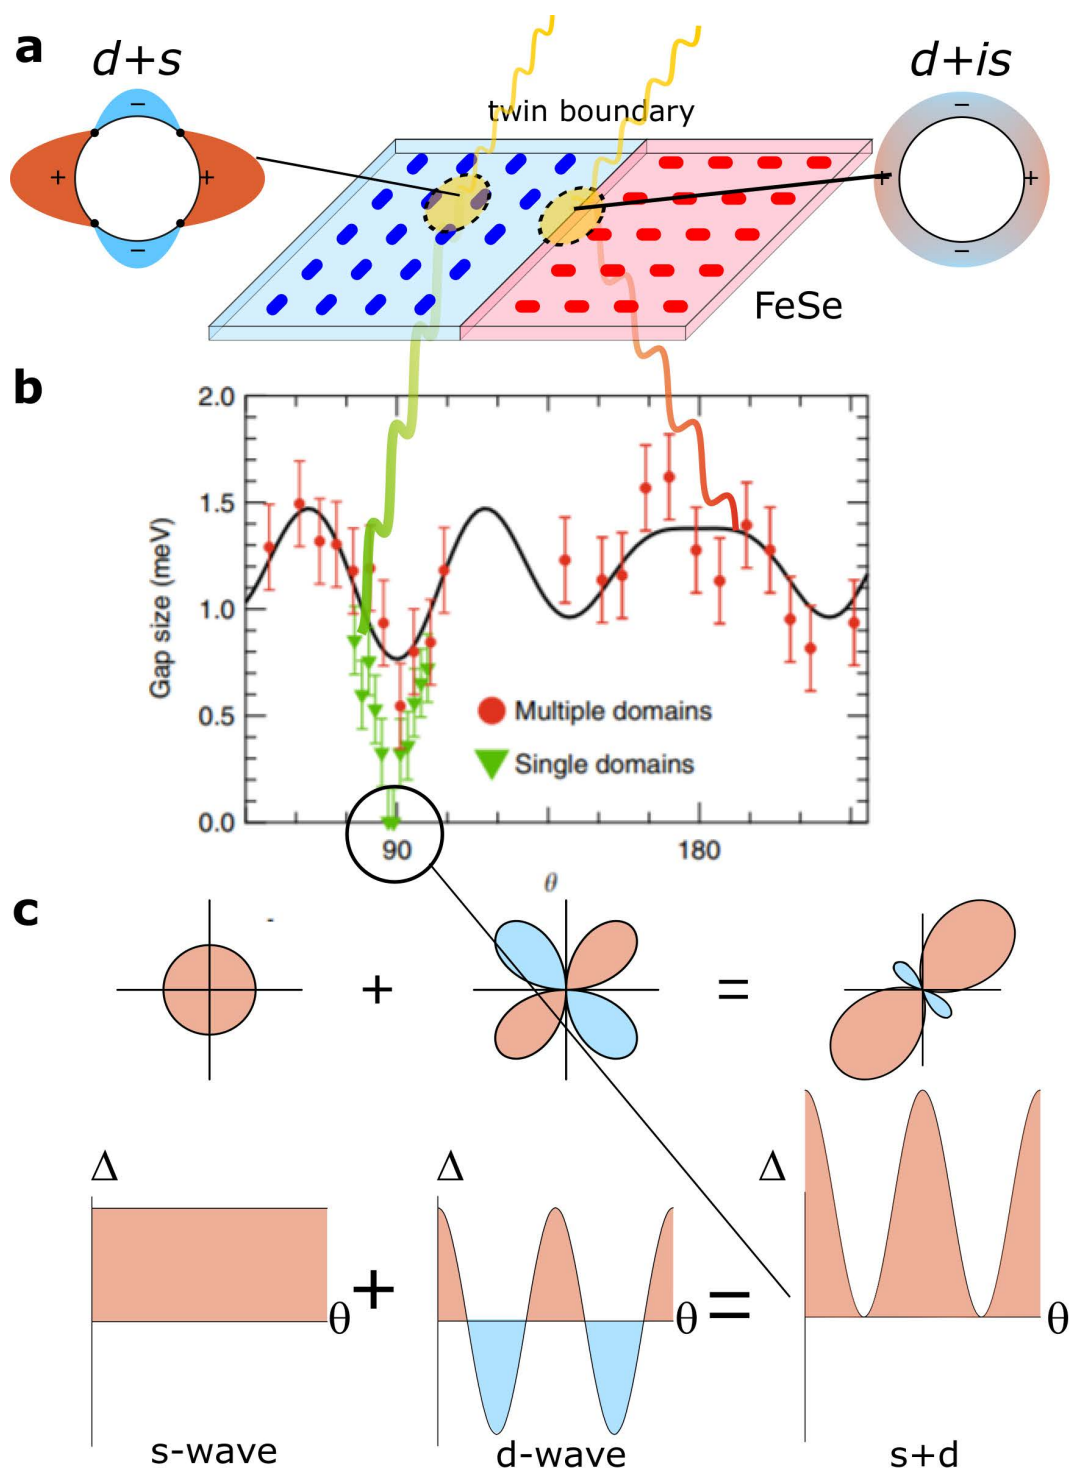 a
d+s
d+is
twin boundary
−
+ +
−
−
+ +
−
FeSe
b
2.0
1.5
1.0
0.5
0.0
Gap size (meV)
Multiple domains
Single domains
90 180
θ
c
-
+ =
Δ Δ Δ
θ + θ = θ
s-wave d-wave s+d